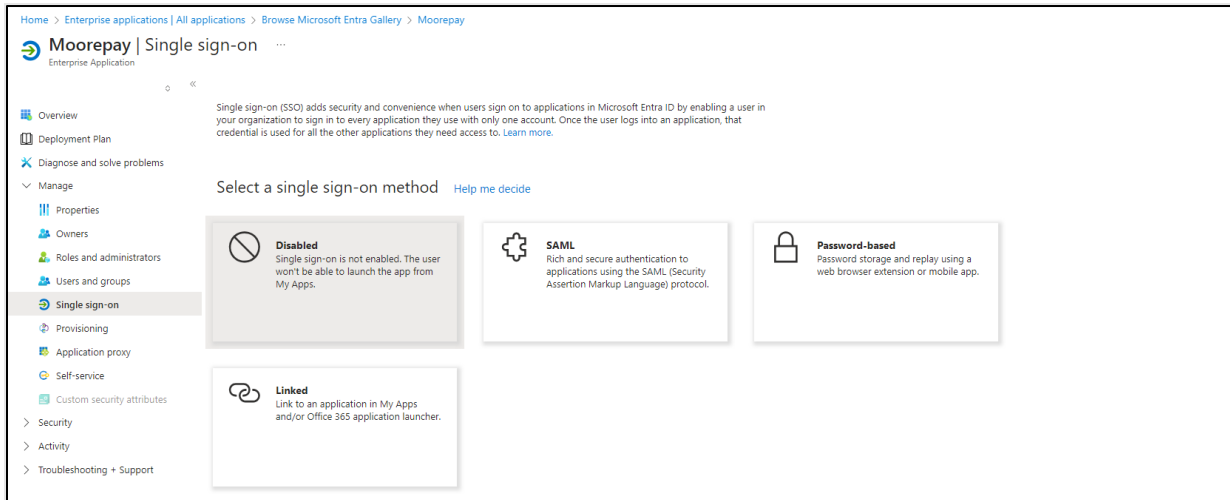 Home > Enterprise applications | All applications > Browse Microsoft Entra Gallery > Moorepay
Moorepay | Single sign-on ...
Enterprise Application
«
Overview
Deployment Plan
Diagnose and solve problems
Manage
Properties
Owners
Roles and administrators
Users and groups
Single sign-on
Provisioning
Application proxy
Self-service
Custom security attributes
Security
Activity
Troubleshooting + Support
Single sign-on (SSO) adds security and convenience when users sign on to applications in Microsoft Entra ID by enabling a user in
your organization to sign in to every application they use with only one account. Once the user logs into an application, that
credential is used for all the other applications they need access to. Learn more.
Select a single sign-on method Help me decide
Disabled
Single sign-on is not enabled. The user
won't be able to launch the app from
My Apps.
SAML
Rich and secure authentication to
applications using the SAML (Security
Assertion Markup Language) protocol.
Password-based
Password storage and replay using a
web browser extension or mobile app.
Linked
Link to an application in My Apps
and/or Office 365 application launcher.